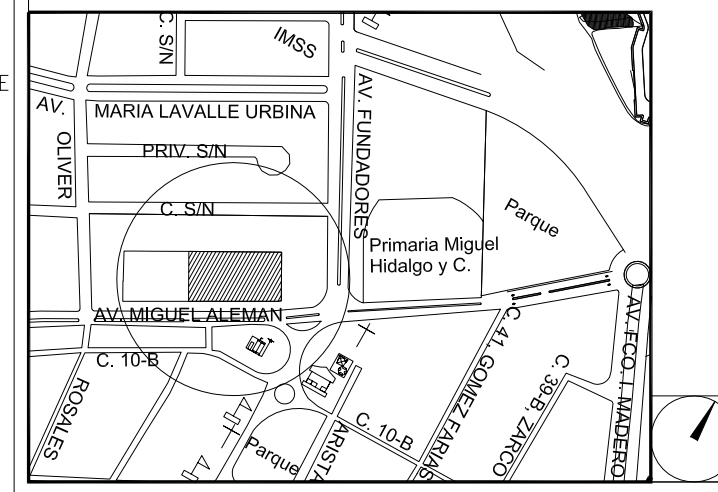 E
C. S/N
IMSS
AV.
OLIVER
MARIA LAVALLE URBINA
AV. FUNDADORES
PRIV. S/N
C. S/N
Parque
Primaria Miguel
Hidalgo y C.
AV. MIGUEL ALEMAN
C. 10-B
ROSALES
Parque
ARISTA
C. 10-B
C. 41, GOMEZ FARIAS
C. 39-B, ZARCO
AV. FCO. I. MADERO